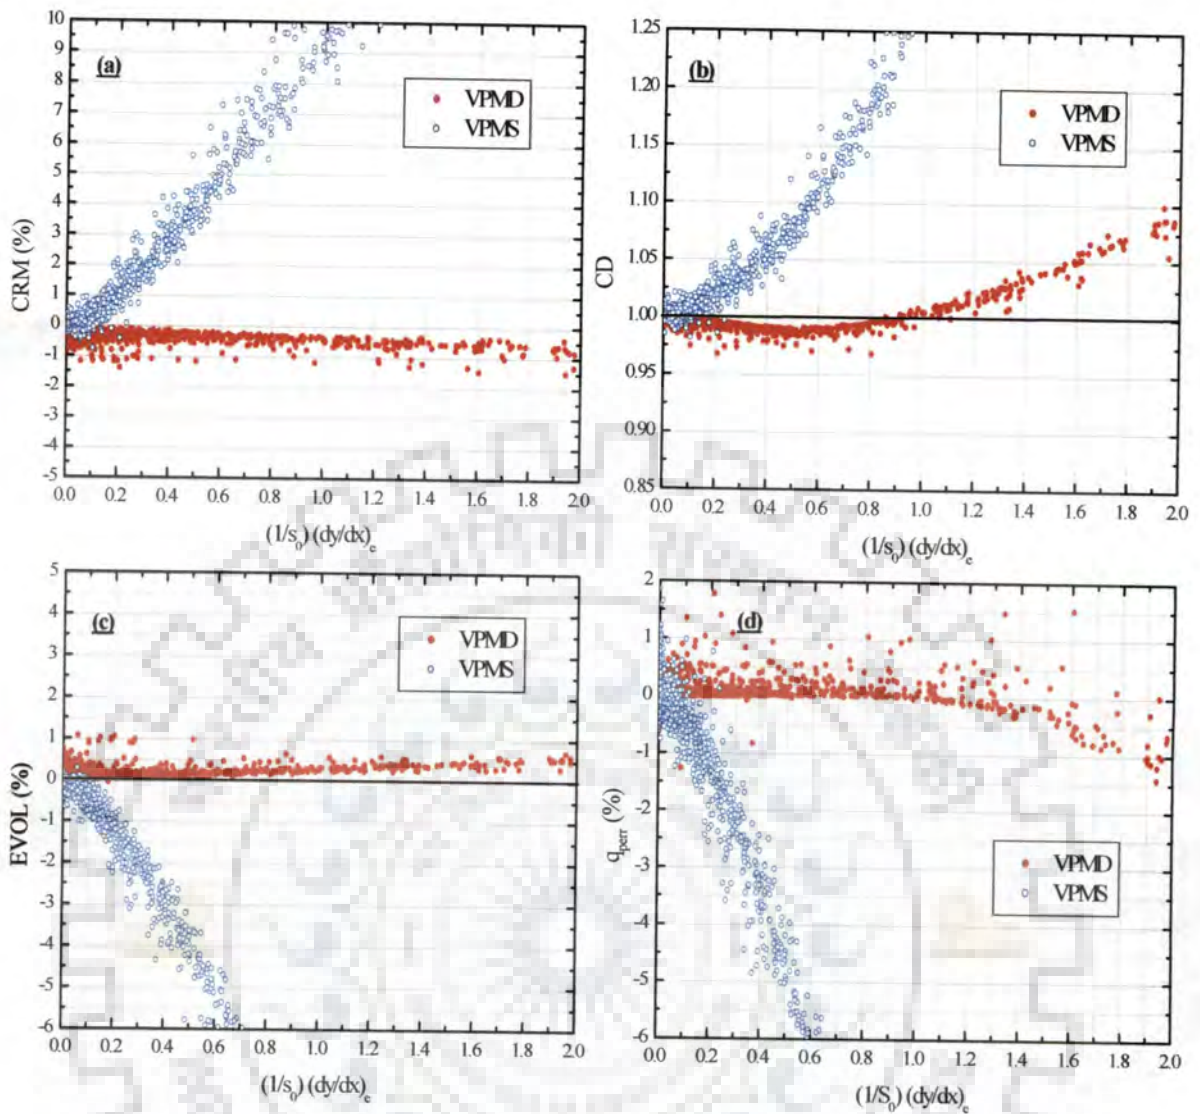 (a)
VPMD
VPMS
CRM (%)
10
9
8
7
6
5
4
3
2
1
0
-1
-2
-3
-4
-5
0.0 0.2 0.4 0.6 0.8 1.0 1.2 1.4 1.6 1.8 2.0
(1/s₀) (dy/dx)ₑ
(b)
VPMD
VPMS
CD
1.25
1.20
1.15
1.10
1.05
1.00
0.95
0.90
0.85
0.0 0.2 0.4 0.6 0.8 1.0 1.2 1.4 1.6 1.8 2.0
(1/s₀) (dy/dx)ₑ
(c)
VPMD
VPMS
EVOL (%)
5
4
3
2
1
0
-1
-2
-3
-4
-5
-6
0.0 0.2 0.4 0.6 0.8 1.0 1.2 1.4 1.6 1.8 2.0
(1/s₀) (dy/dx)ₑ
(d)
VPMD
VPMS
qperr (%)
2
1
0
-1
-2
-3
-4
-5
-6
0.0 0.2 0.4 0.6 0.8 1.0 1.2 1.4 1.6 1.8 2.0
(1/S₀) (dy/dx)ₑ